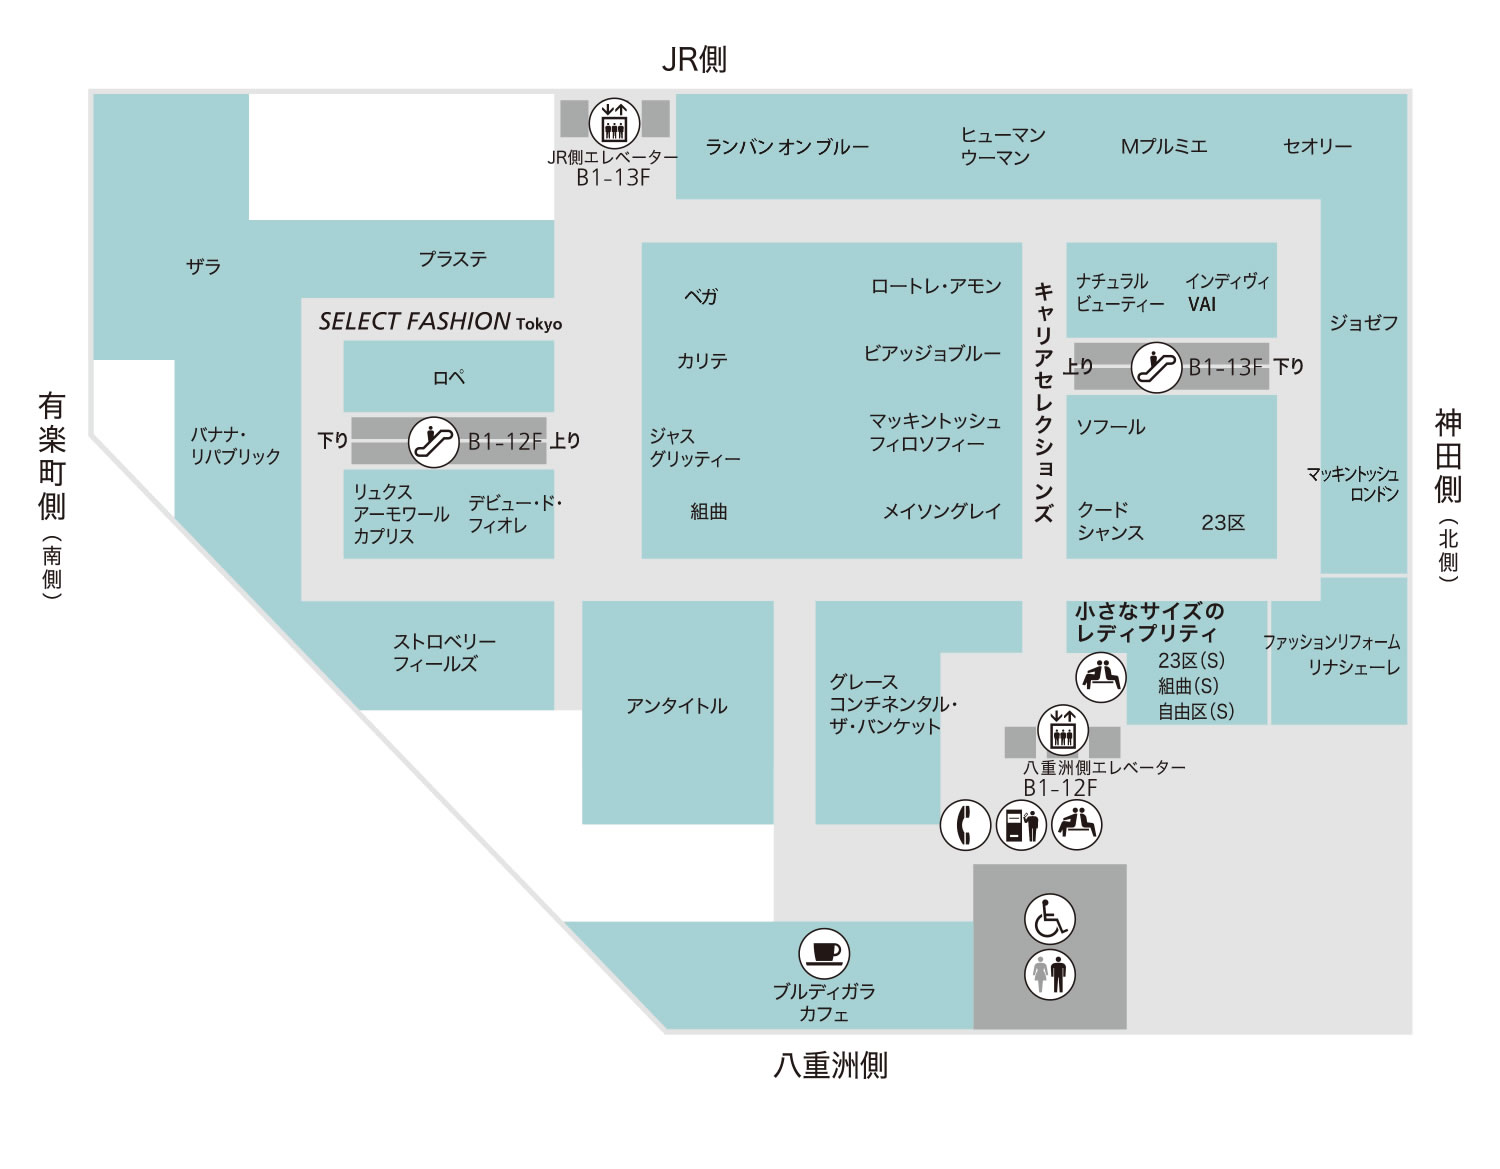 JR側
JR側エレベーター
B1-13F
ランバン オン ブルー
ヒューマン
ウーマン
Mプルミエ
セオリー
ザラ
プラステ
SELECT FASHION Tokyo
ロペ
下り
B1-12F
上り
バナナ・
リパブリック
リュクス
アーモワール
カプリス
デビュー・ド・
フィオレ
ストロベリー
フィールズ
ベガ
カリテ
ジャス
グリッティー
組曲
ロートレ・アモン
ビアッジョブルー
マッキントッシュ
フィロソフィー
メイソングレイ
キャリアセレクションズ
ナチュラル
ビューティー
インディヴィ
VAI
上り
B1-13F
下り
ソフール
クード
シャンス
23区
ジョゼフ
マッキントッシュ
ロンドン
有楽町側(南側)
神田側(北側)
アンタイトル
グレース
コンチネンタル・
ザ・バンケット
小さなサイズの
レディプリティ
23区(S)
組曲(S)
自由区(S)
ファッションリフォーム
リナシェーレ
八重洲側エレベーター
B1-12F
ブルディガラ
カフェ
八重洲側